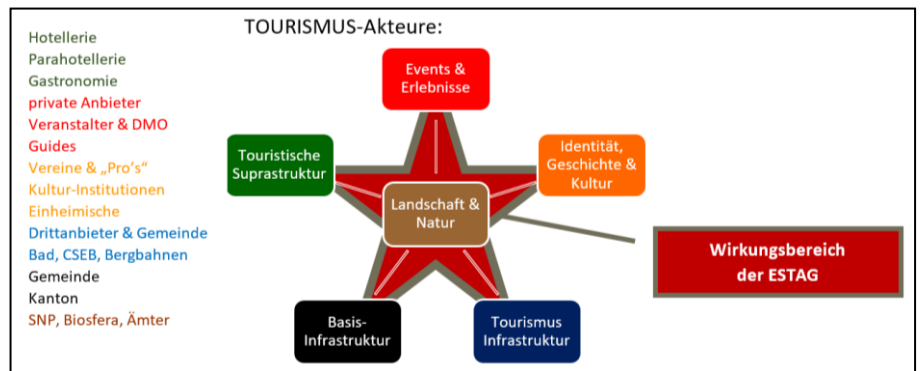 TOURISMUS-Akteure:
Hotellerie
Parahotellerie
Gastronomie
private Anbieter
Veranstalter & DMO
Guides
Vereine & „Pro's“
Kultur-Institutionen
Einheimische
Drittanbieter & Gemeinde
Bad, CSEB, Bergbahnen
Gemeinde
Kanton
SNP, Biosfera, Ämter
Events &
Erlebnisse
Touristische
Suprastruktur
Identität,
Geschichte &
Kultur
Landschaft &
Natur
Basis-
Infrastruktur
Tourismus
Infrastruktur
Wirkungsbereich
der ESTAG